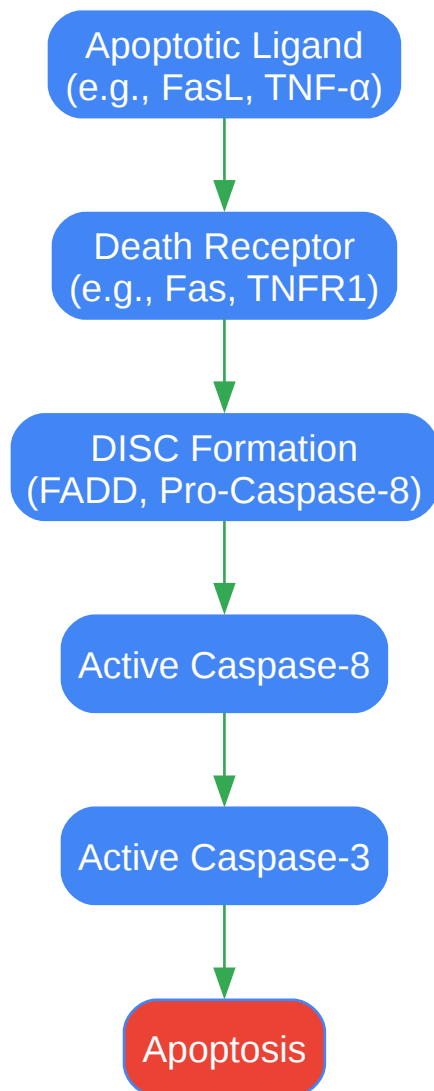 Apoptotic Ligand
(e.g., FasL, TNF-α)
Death Receptor
(e.g., Fas, TNFR1)
DISC Formation
(FADD, Pro-Caspase-8)
Active Caspase-8
Active Caspase-3
Apoptosis